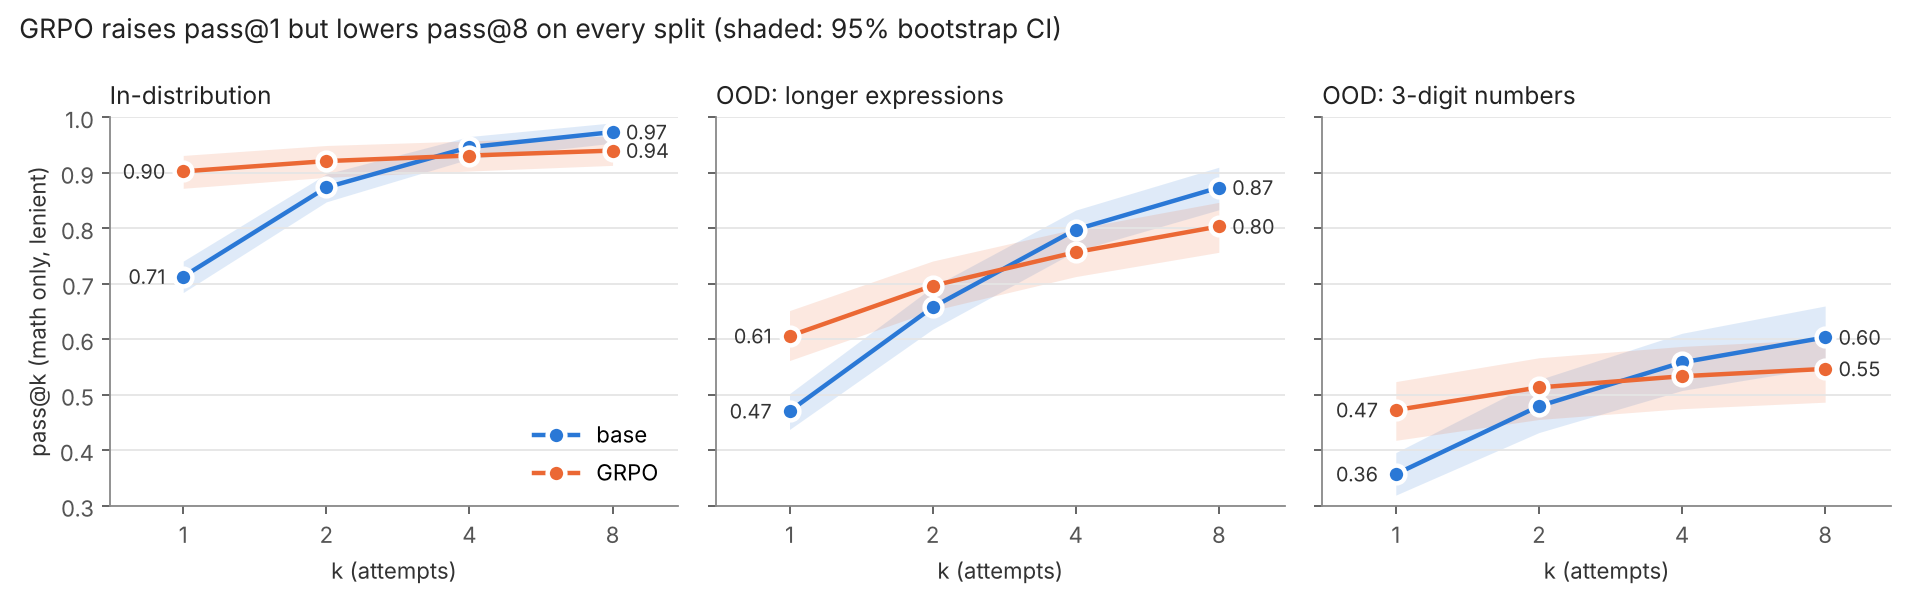 GRPO raises pass@1 but lowers pass@8 on every split (shaded: 95% bootstrap CI)
In-distribution
OOD: longer expressions
OOD: 3-digit numbers
pass@k (math only, lenient)
1.0
0.9
0.8
0.7
0.6
0.5
0.4
0.3
0.90
0.71
0.97
0.94
base
GRPO
1 2 4 8
k (attempts)
0.61
0.47
0.87
0.80
1 2 4 8
k (attempts)
0.47
0.36
0.60
0.55
1 2 4 8
k (attempts)